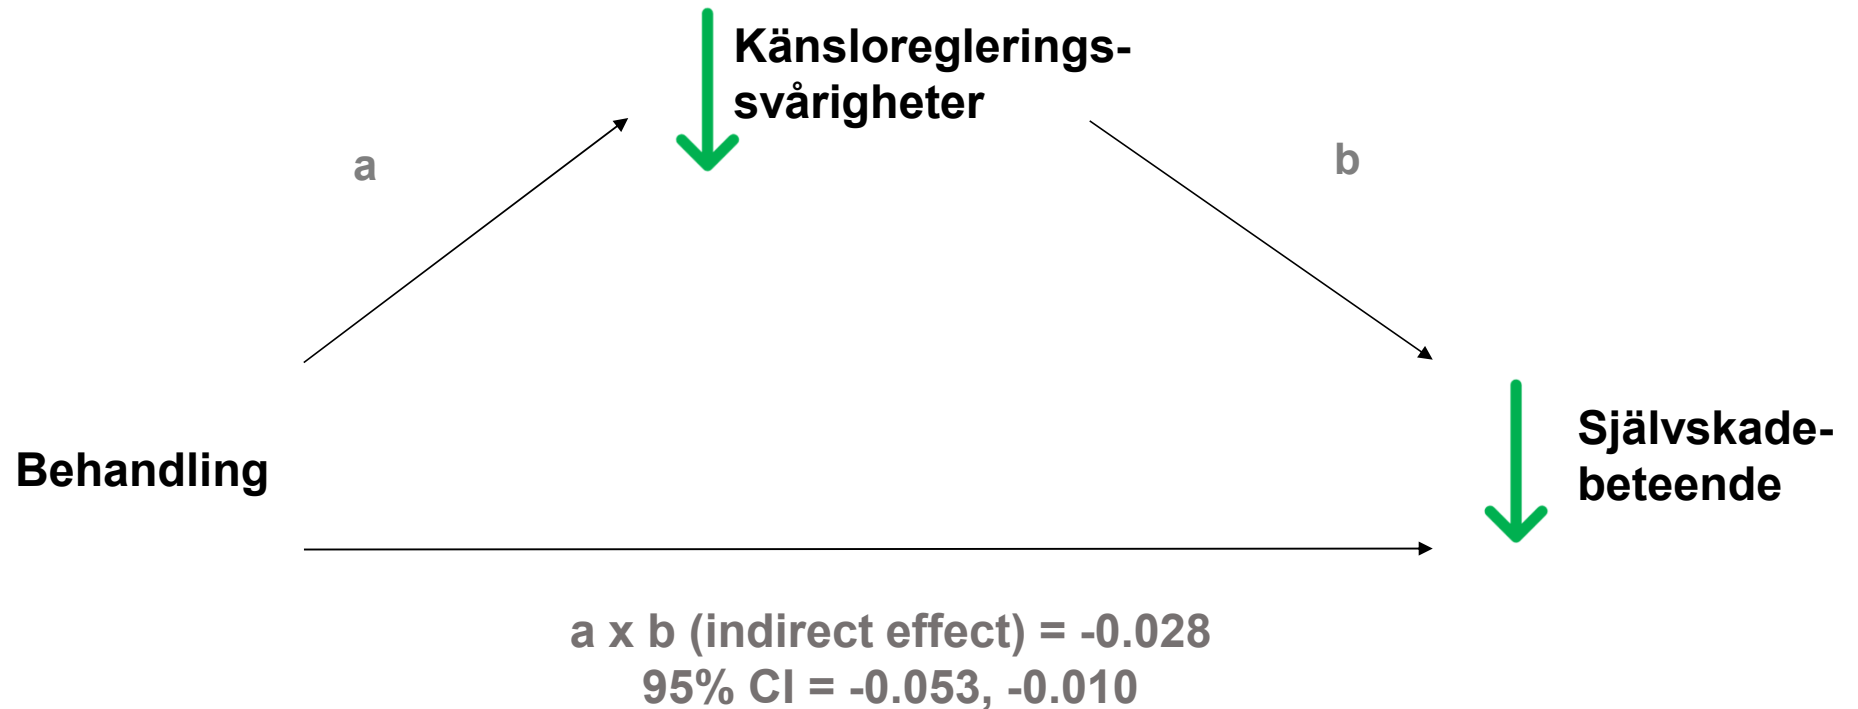 Känsloreglerings-
svårigheter
a
b
Behandling
Självskade-
beteende
a x b (indirect effect) = -0.028
95% CI = -0.053, -0.010